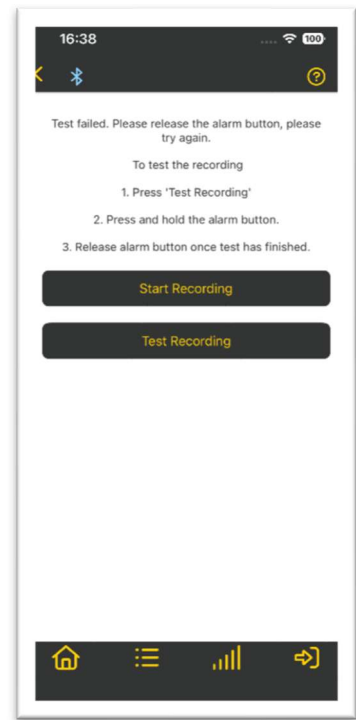 16:38
100
Test failed. Please release the alarm button, please
try again.
To test the recording
1. Press 'Test Recording'
2. Press and hold the alarm button.
3. Release alarm button once test has finished.
Start Recording
Test Recording